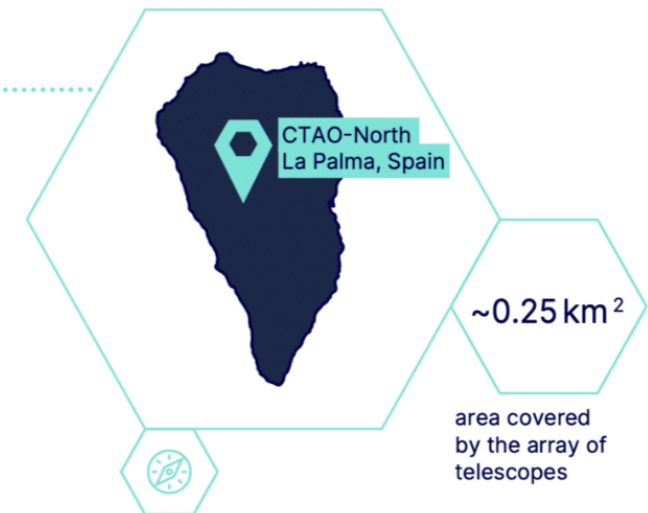 CTAO-North
La Palma, Spain
~0.25 km²
area covered
by the array of
telescopes